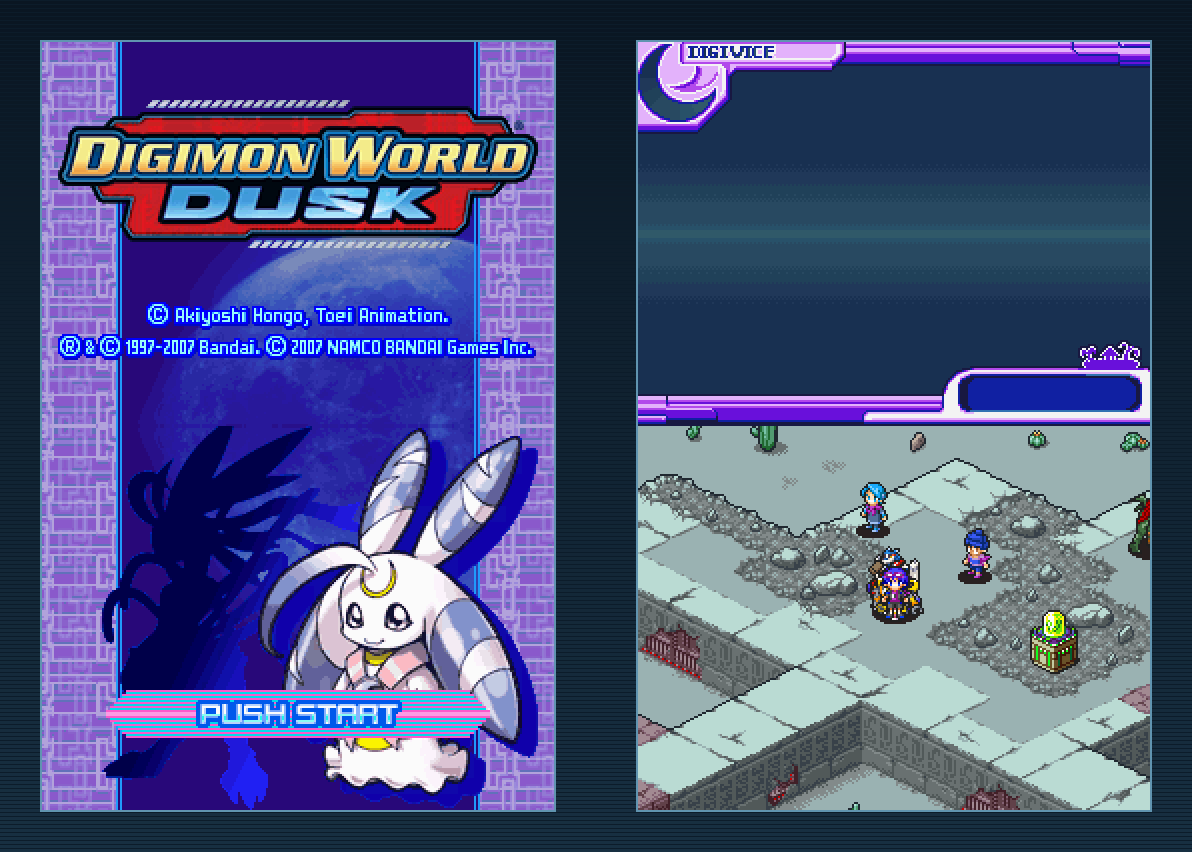 DIGIMON WORLD
DUSK
© Akiyoshi Hongo, Toei Animation.
® & © 1997-2007 Bandai. © 2007 NAMCO BANDAI Games Inc.
PUSH START
DIGIVICE